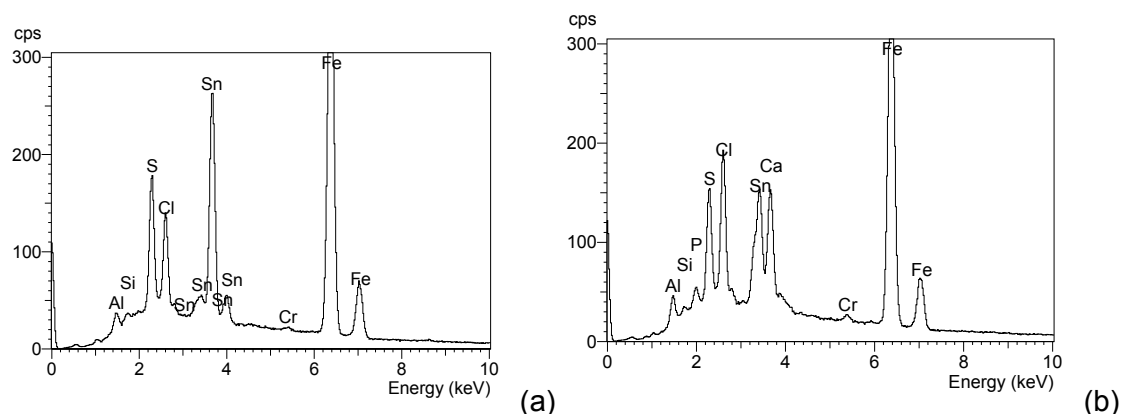 cps
300
200
100
0
Al
Si
S
Cl
Sn
Sn
Sn
Sn
Sn
Cr
Fe
Fe
0 2 4 6 8 10
Energy (keV)
(a)
cps
300
200
100
0
Al
Si
P
S
Cl
Sn
Ca
Cr
Fe
Fe
0 2 4 6 8 10
Energy (keV)
(b)